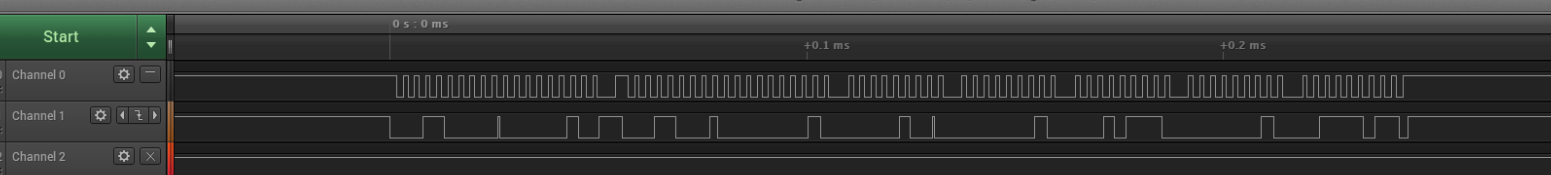 0 s : 0 ms
Start
+0.1 ms
+0.2 ms
Channel 0
Channel 1
Channel 2